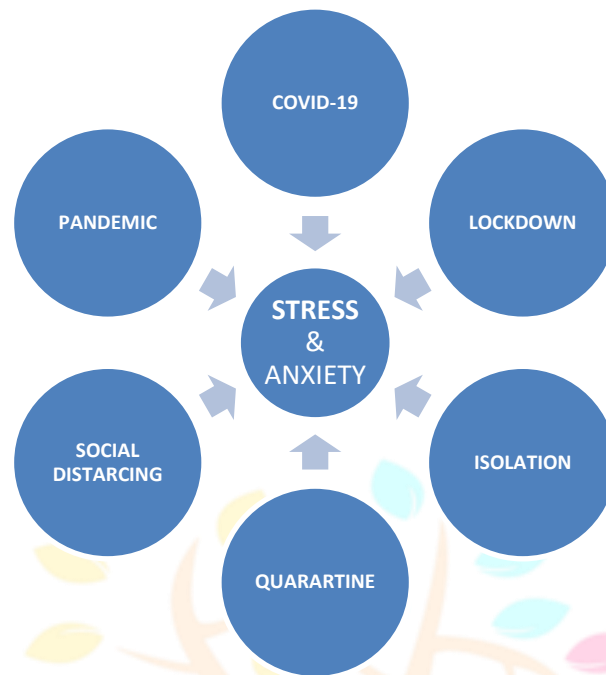 COVID-19
LOCKDOWN
ISOLATION
QUARARTINE
SOCIAL
DISTARCING
PANDEMIC
STRESS
&
ANXIETY